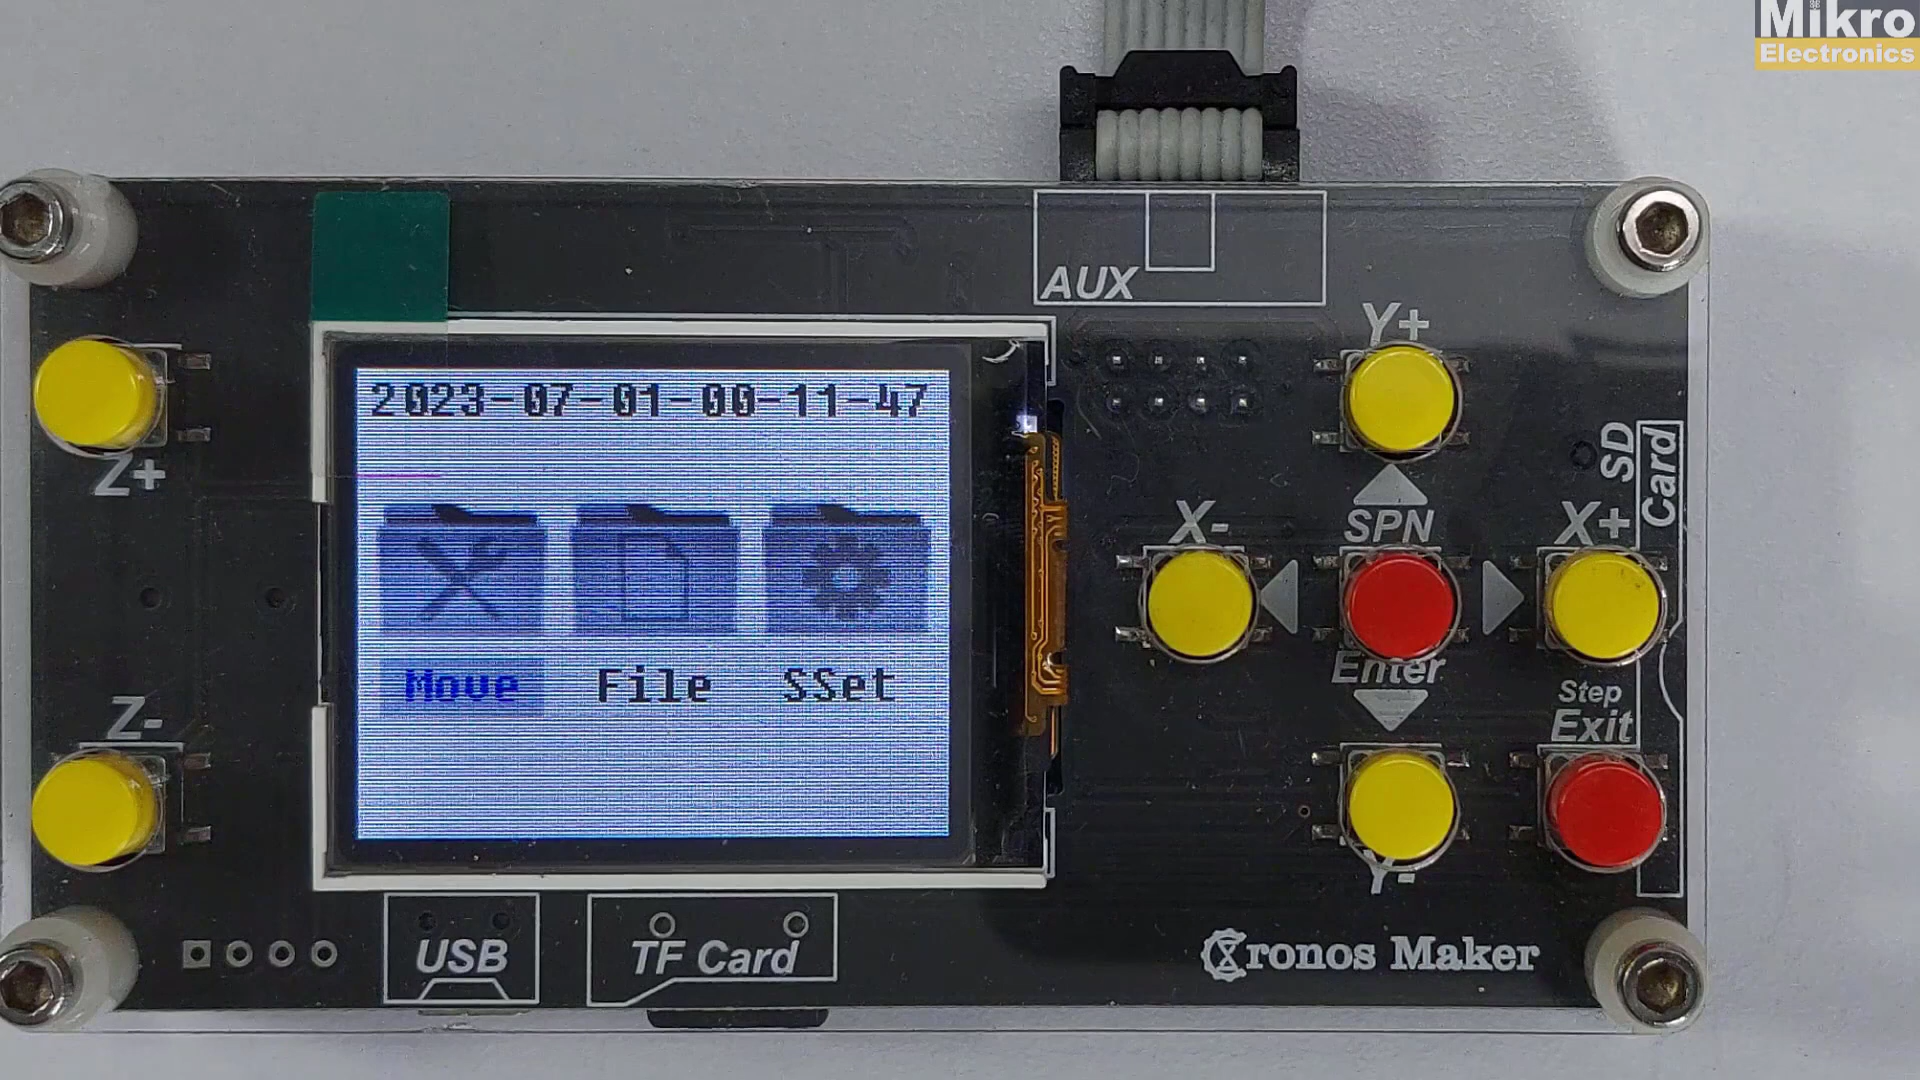 Mikro
Electronics
AUX
Y+
Z+
2023-07-01-00-11-47
SD
Card
X-
SPN
X+
Move
File
SSet
Enter
Step
Exit
Z-
Y-
USB
TF Card
Cronos Maker